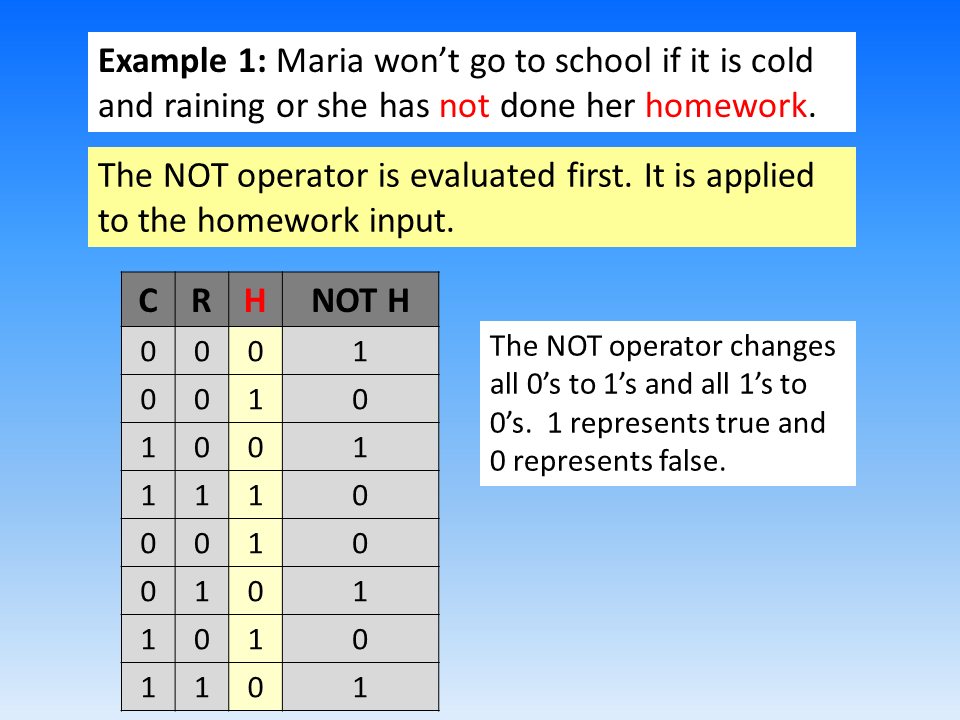 Example 1: Maria won’t go to school if it is cold
and raining or she has not done her homework.
The NOT operator is evaluated first. It is applied
to the homework input.
C R H NOT H
0 0 0 1
0 0 1 0
1 0 0 1
1 1 1 0
0 0 1 0
0 1 0 1
1 0 1 0
1 1 0 1
The NOT operator changes
all 0’s to 1’s and all 1’s to
0’s.  1 represents true and
0 represents false.